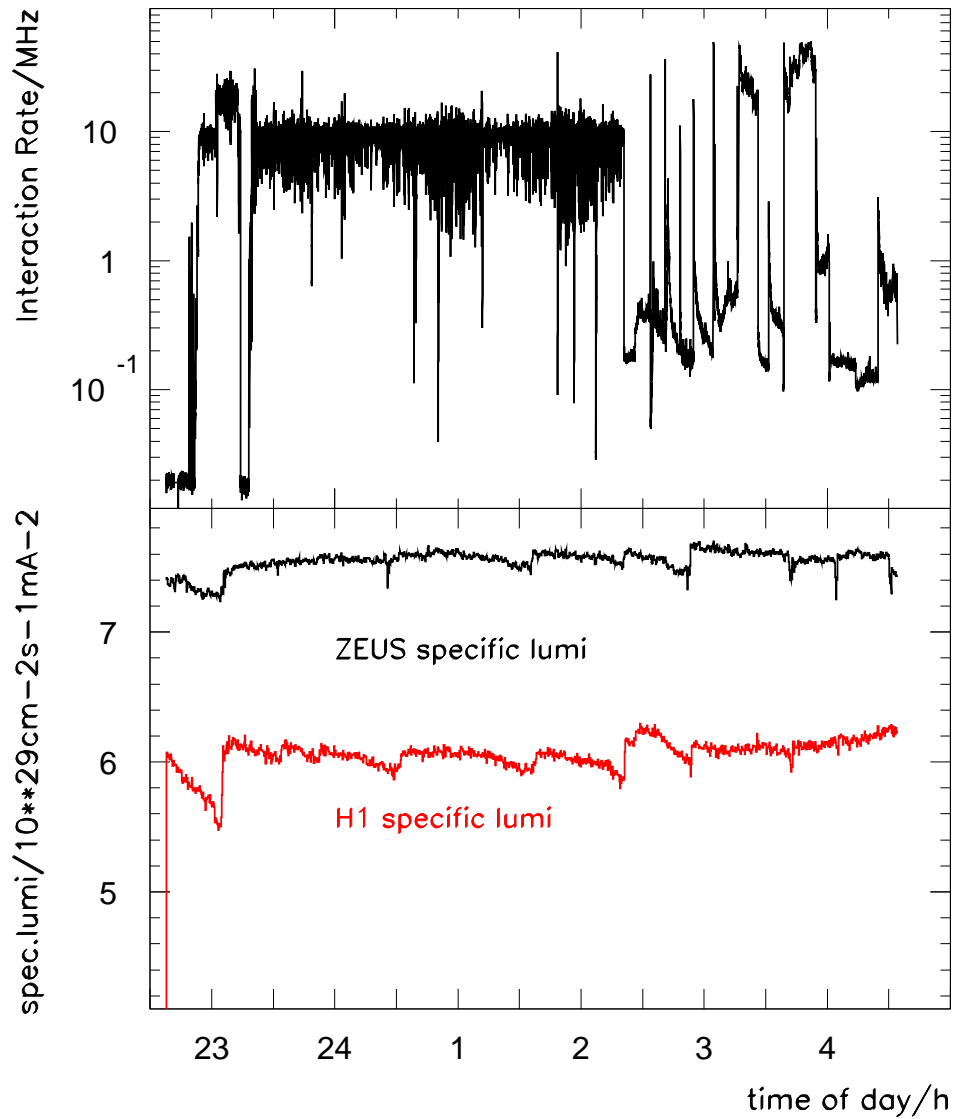 Interaction Rate/MHz
10
1
10 -1
spec.lumi/10**29cm-2s-1mA-2
7
ZEUS specific lumi
6
H1 specific lumi
5
23 24 1 2 3 4
time of day/h